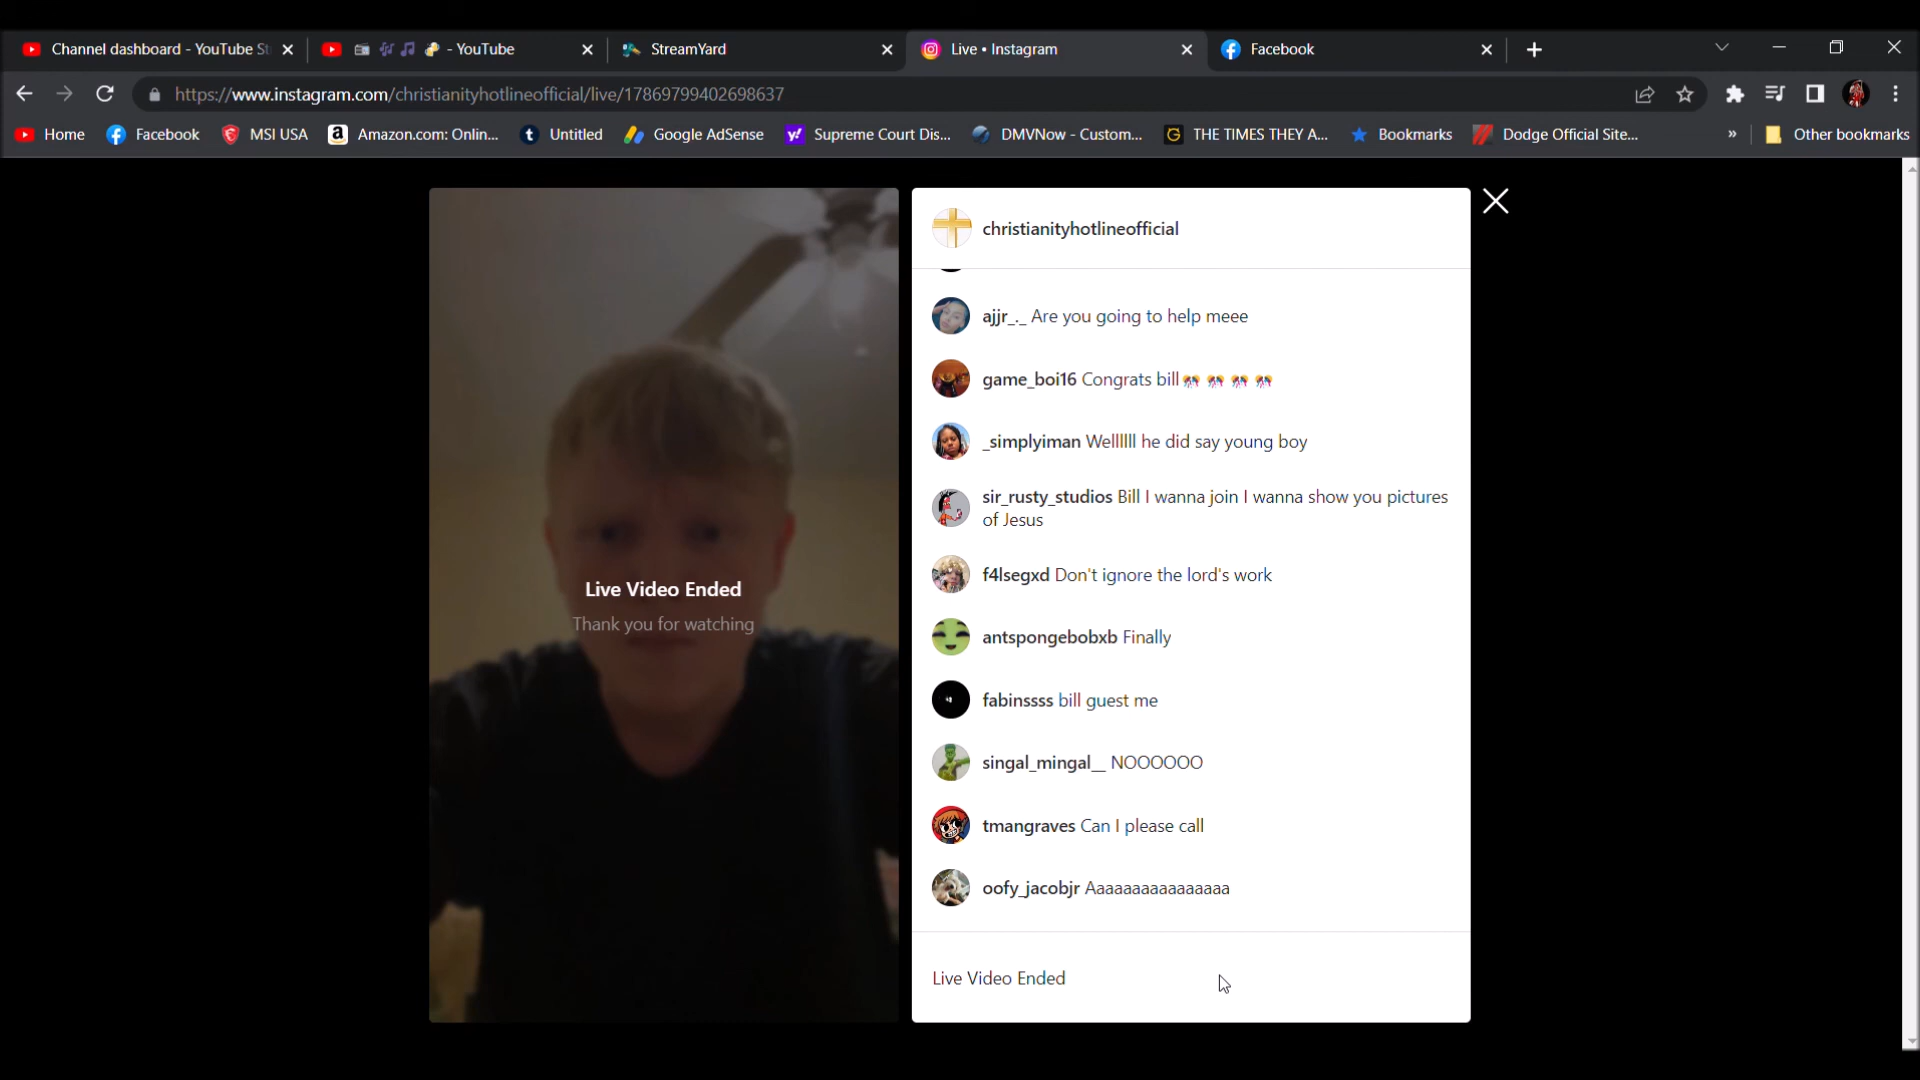 Channel dashboard - YouTube St
- YouTube
StreamYard
Live • Instagram
Facebook
https://www.instagram.com/christianityhotlineofficial/live/17869799402698637
Home
Facebook
MSI USA
Amazon.com: Onlin...
Untitled
Google AdSense
Supreme Court Dis...
DMVNow - Custom...
THE TIMES THEY A...
Bookmarks
Dodge Official Site...
Other bookmarks
christianityhotlineofficial
ajjr_._ Are you going to help meee
game_boi16 Congrats bill🎊 🎊 🎊 🎊
_simplyiman Wellllll he did say young boy
sir_rusty_studios Bill I wanna join I wanna show you pictures
of Jesus
f4lsegxd Don't ignore the lord's work
antspongebobxb Finally
fabinssss bill guest me
singal_mingal__ NOOOOOO
tmangraves Can I please call
oofy_jacobjr Aaaaaaaaaaaaaaaa
Live Video Ended
Thank you for watching
Live Video Ended